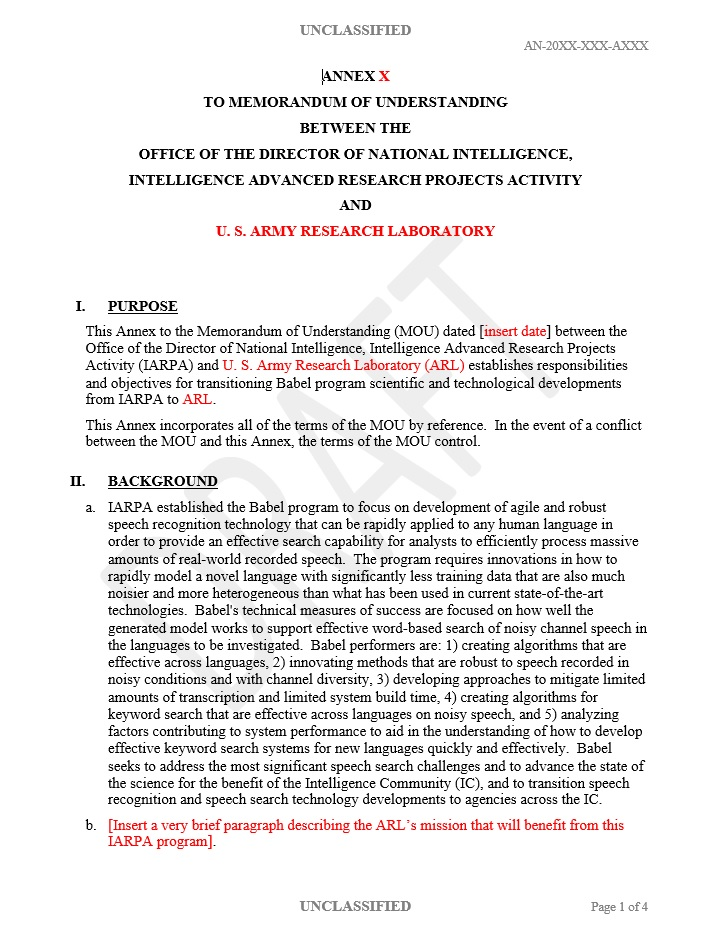 UNCLASSIFIED
AN-20XX-XXX-AXXX
ANNEX X
TO MEMORANDUM OF UNDERSTANDING
BETWEEN THE
OFFICE OF THE DIRECTOR OF NATIONAL INTELLIGENCE,
INTELLIGENCE ADVANCED RESEARCH PROJECTS ACTIVITY
AND
U. S. ARMY RESEARCH LABORATORY
DRAFT
I. PURPOSE
This Annex to the Memorandum of Understanding (MOU) dated [insert date] between the
Office of the Director of National Intelligence, Intelligence Advanced Research Projects
Activity (IARPA) and U. S. Army Research Laboratory (ARL) establishes responsibilities
and objectives for transitioning Babel program scientific and technological developments
from IARPA to ARL.
This Annex incorporates all of the terms of the MOU by reference.  In the event of a conflict
between the MOU and this Annex, the terms of the MOU control.
II. BACKGROUND
a. IARPA established the Babel program to focus on development of agile and robust
speech recognition technology that can be rapidly applied to any human language in
order to provide an effective search capability for analysts to efficiently process massive
amounts of real-world recorded speech.  The program requires innovations in how to
rapidly model a novel language with significantly less training data that are also much
noisier and more heterogeneous than what has been used in current state-of-the-art
technologies.  Babel's technical measures of success are focused on how well the
generated model works to support effective word-based search of noisy channel speech in
the languages to be investigated.  Babel performers are: 1) creating algorithms that are
effective across languages, 2) innovating methods that are robust to speech recorded in
noisy conditions and with channel diversity, 3) developing approaches to mitigate limited
amounts of transcription and limited system build time, 4) creating algorithms for
keyword search that are effective across languages on noisy speech, and 5) analyzing
factors contributing to system performance to aid in the understanding of how to develop
effective keyword search systems for new languages quickly and effectively.  Babel
seeks to address the most significant speech search challenges and to advance the state of
the science for the benefit of the Intelligence Community (IC), and to transition speech
recognition and speech search technology developments to agencies across the IC.
b. [Insert a very brief paragraph describing the ARL's mission that will benefit from this
IARPA program].
UNCLASSIFIED
Page 1 of 4